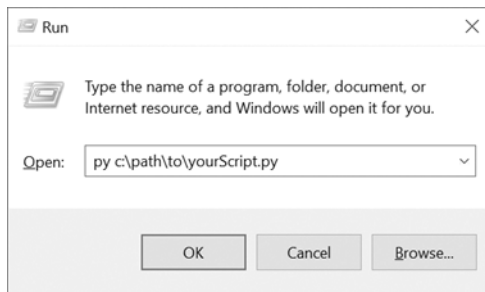 Run
Type the name of a program, folder, document, or
Internet resource, and Windows will open it for you.
Open: py c:\path\to\yourScript.py
OK Cancel Browse...